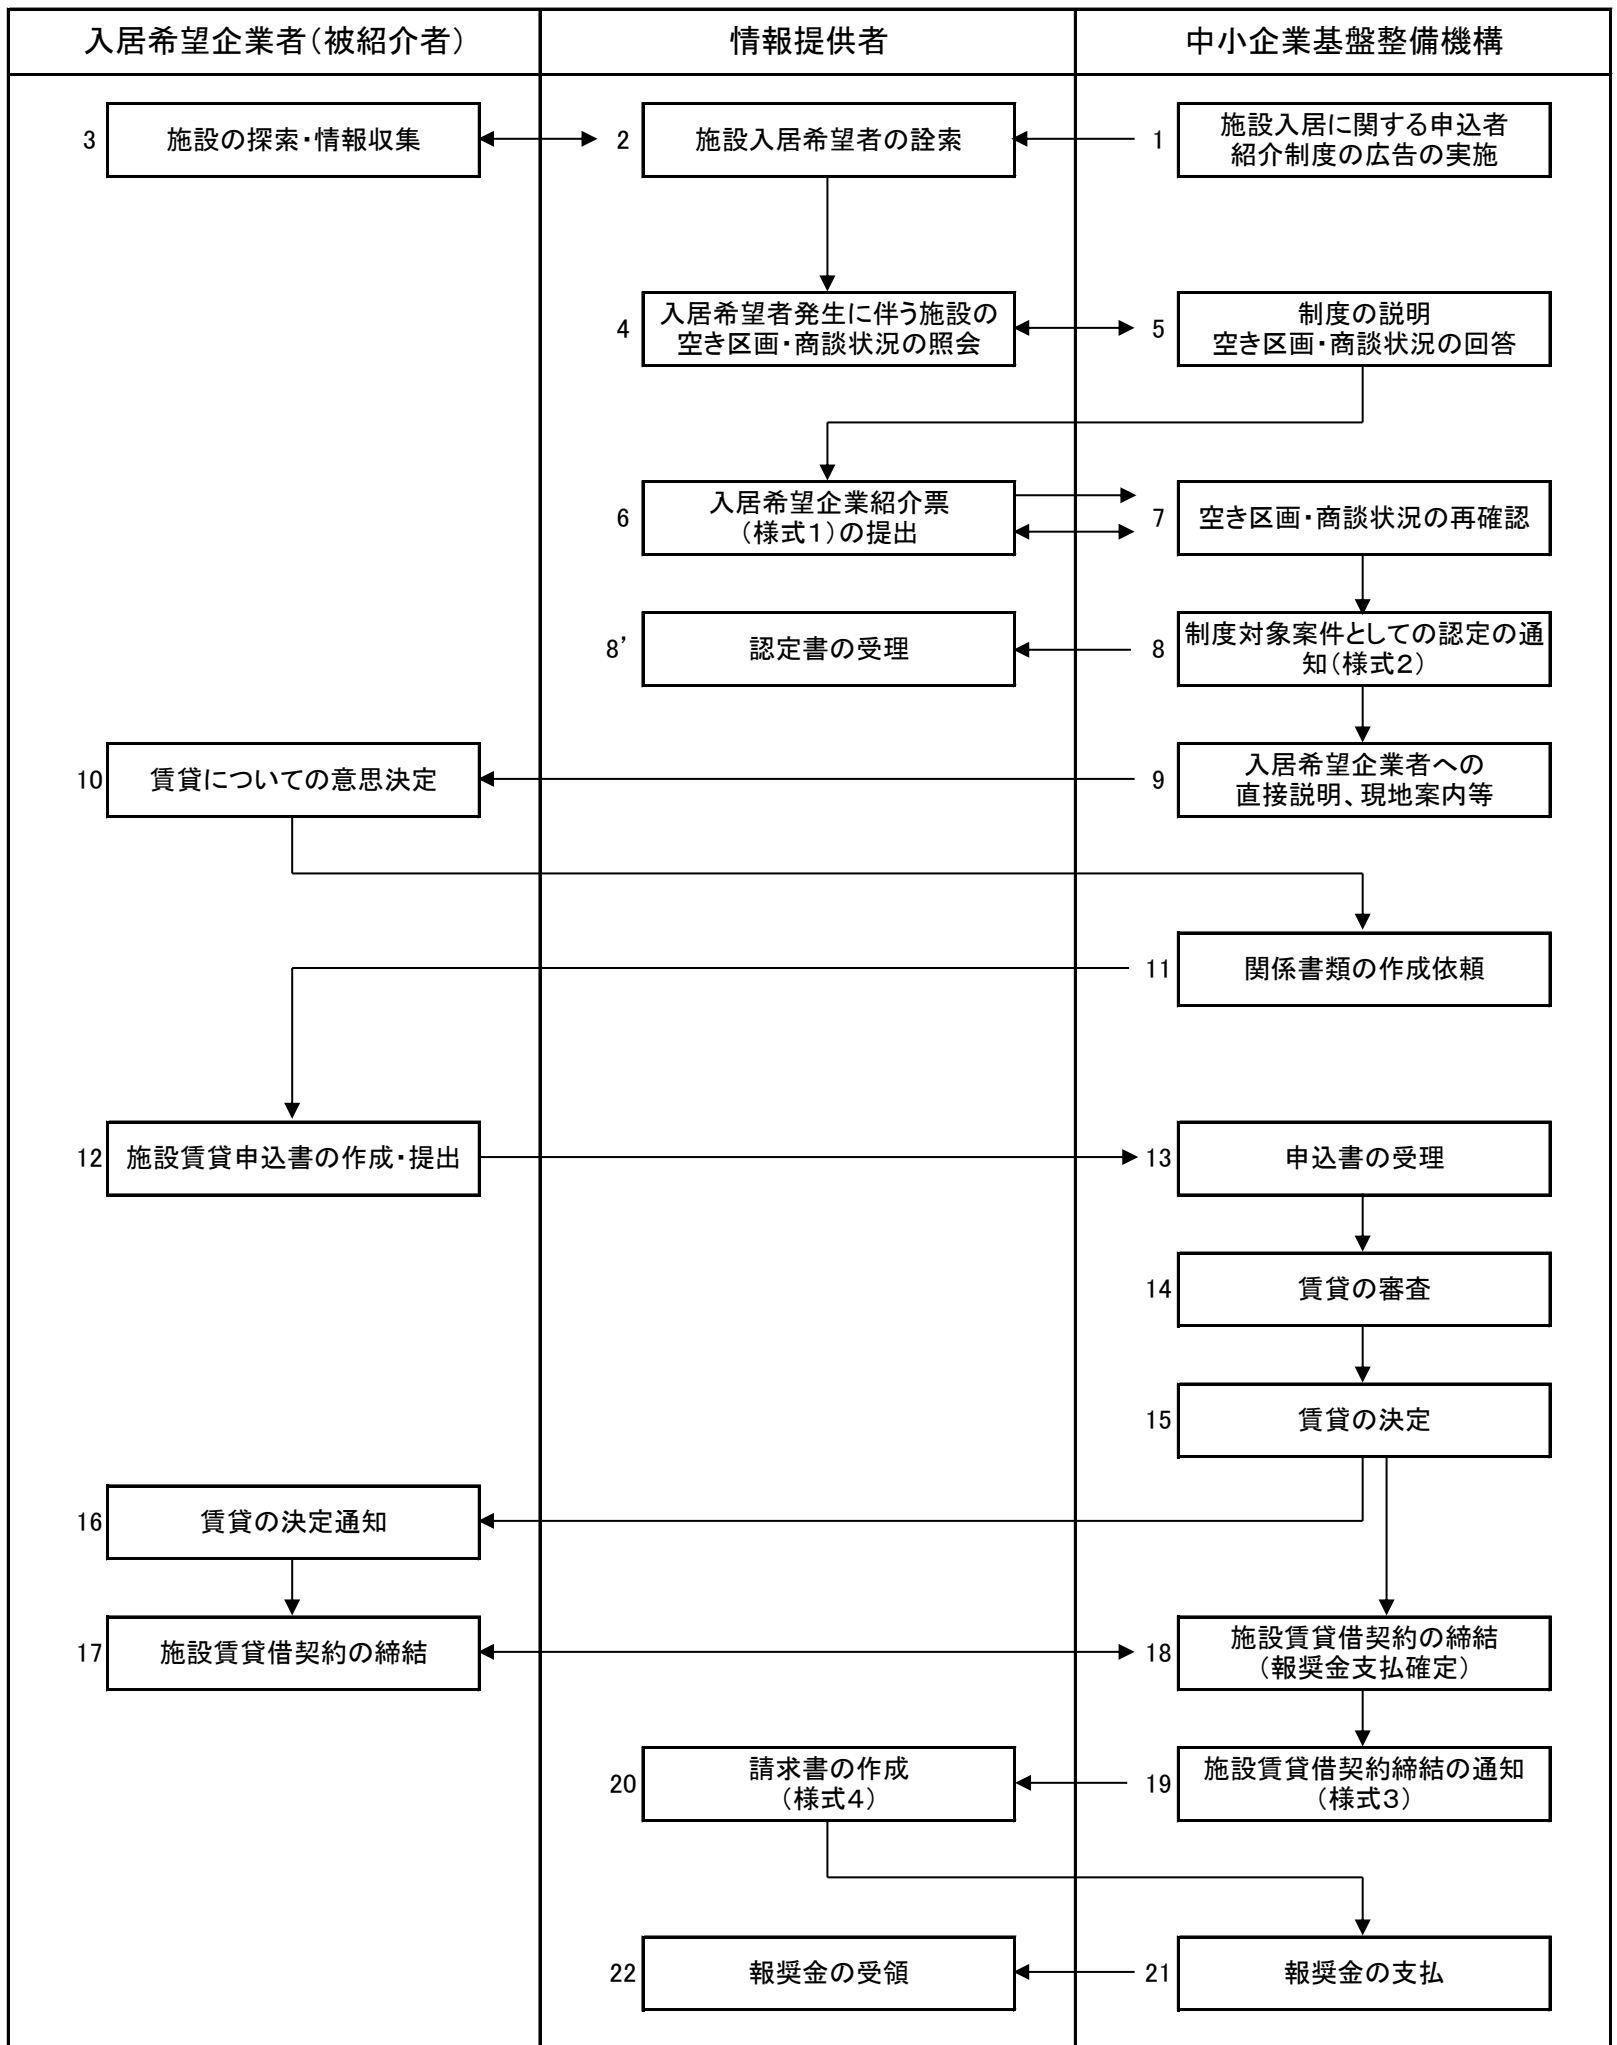 入居希望企業者（被紹介者）
情報提供者
中小企業基盤整備機構
3
施設の探索・情報収集
2
施設入居希望者の詮索
1
施設入居に関する申込者
紹介制度の広告の実施
4
入居希望者発生に伴う施設の
空き区画・商談状況の照会
5
制度の説明
空き区画・商談状況の回答
6
入居希望企業紹介票
（様式１）の提出
7
空き区画・商談状況の再確認
8’
認定書の受理
8
制度対象案件としての認定の通
知（様式２）
10
賃貸についての意思決定
9
入居希望企業者への
直接説明、現地案内等
11
関係書類の作成依頼
12
施設賃貸申込書の作成・提出
13
申込書の受理
14
賃貸の審査
15
賃貸の決定
16
賃貸の決定通知
17
施設賃貸借契約の締結
18
施設賃貸借契約の締結
（報奨金支払確定）
20
請求書の作成
（様式４）
19
施設賃貸借契約締結の通知
（様式３）
22
報奨金の受領
21
報奨金の支払